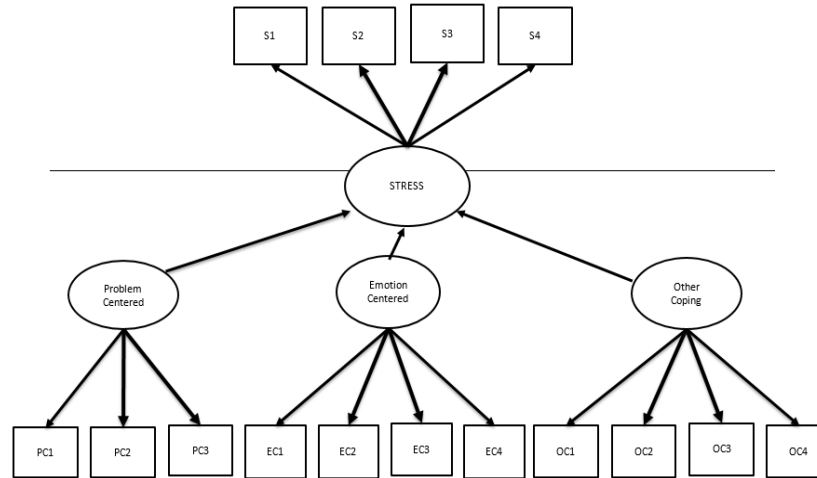 S1
S2
S3
S4
STRESS
Problem
Centered
Emotion
Centered
Other
Coping
PC1
PC2
PC3
EC1
EC2
EC3
EC4
OC1
OC2
OC3
OC4